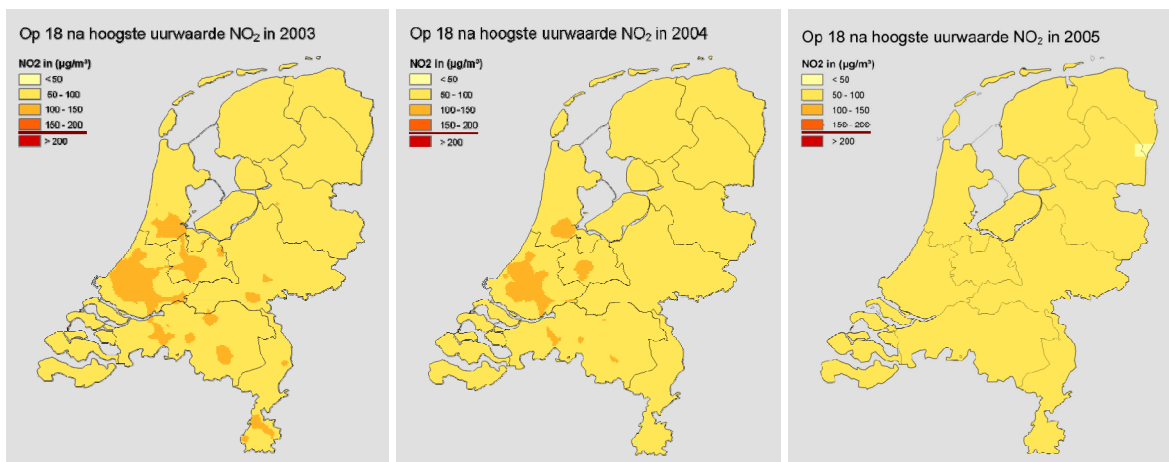 Op 18 na hoogste uurwaarde NO₂ in 2003
NO2 in (µg/m³)
<50
50 - 100
100 - 150
150 - 200
> 200
Op 18 na hoogste uurwaarde NO₂ in 2004
NO2 in (µg/m³)
< 50
50 - 100
100 -150
150 - 200
> 200
Op 18 na hoogste uurwaarde NO₂ in 2005
NO2 in (µg/m³)
< 50
50 - 100
100 - 150
150 - 200
> 200